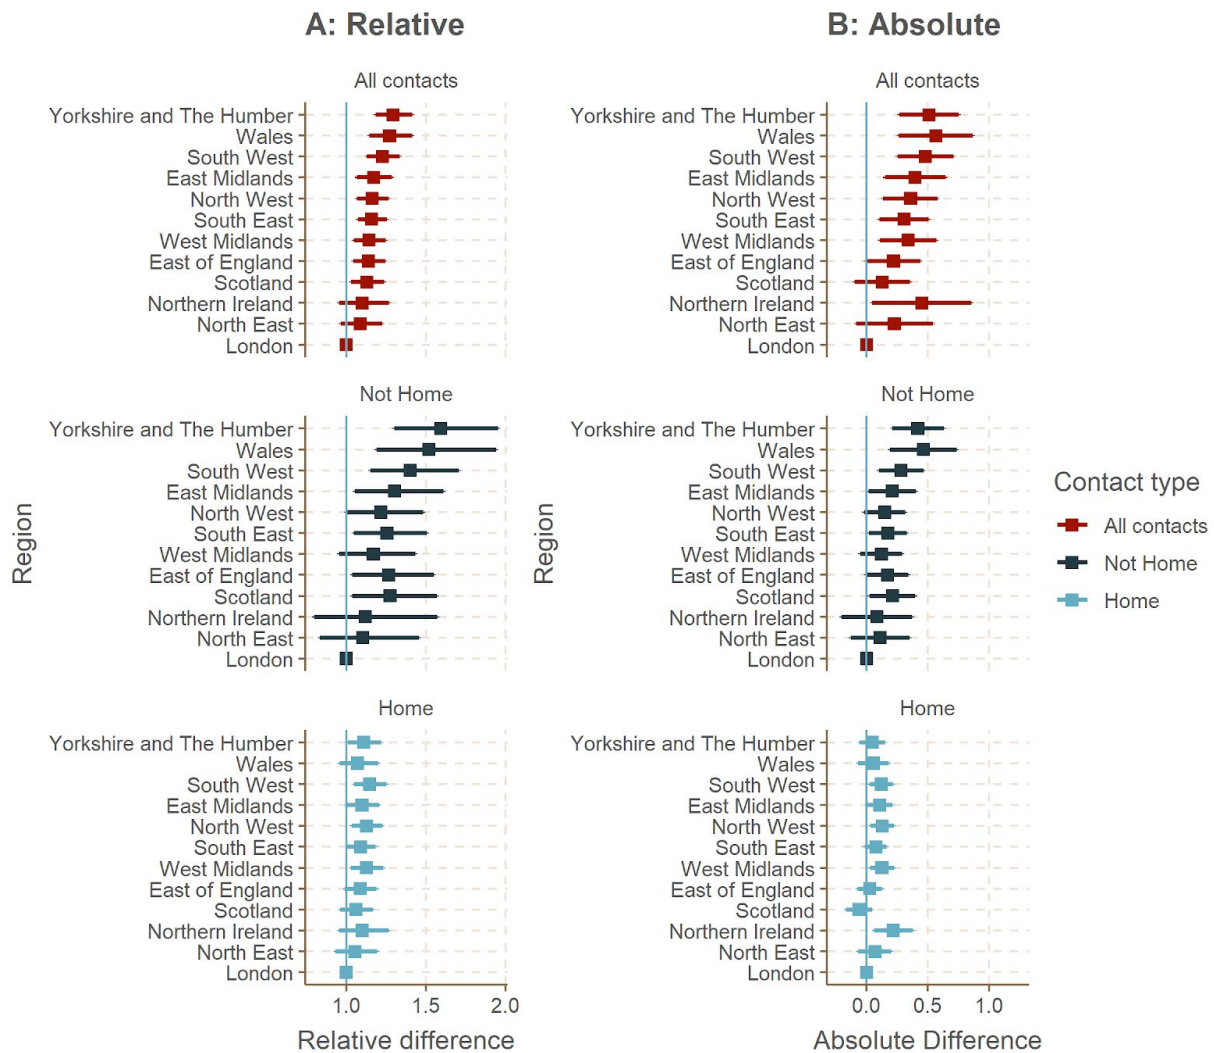 A: Relative
All contacts
Yorkshire and The Humber
Wales
South West
East Midlands
North West
South East
West Midlands
East of England
Scotland
Northern Ireland
North East
London
Not Home
Yorkshire and The Humber
Wales
South West
East Midlands
North West
South East
West Midlands
East of England
Scotland
Northern Ireland
North East
London
Home
Yorkshire and The Humber
Wales
South West
East Midlands
North West
South East
West Midlands
East of England
Scotland
Northern Ireland
North East
London
Region
1.0 1.5 2.0
Relative difference
B: Absolute
All contacts
Yorkshire and The Humber
Wales
South West
East Midlands
North West
South East
West Midlands
East of England
Scotland
Northern Ireland
North East
London
Not Home
Yorkshire and The Humber
Wales
South West
East Midlands
North West
South East
West Midlands
East of England
Scotland
Northern Ireland
North East
London
Home
Yorkshire and The Humber
Wales
South West
East Midlands
North West
South East
West Midlands
East of England
Scotland
Northern Ireland
North East
London
Region
0.0 0.5 1.0
Absolute Difference
Contact type
All contacts
Not Home
Home